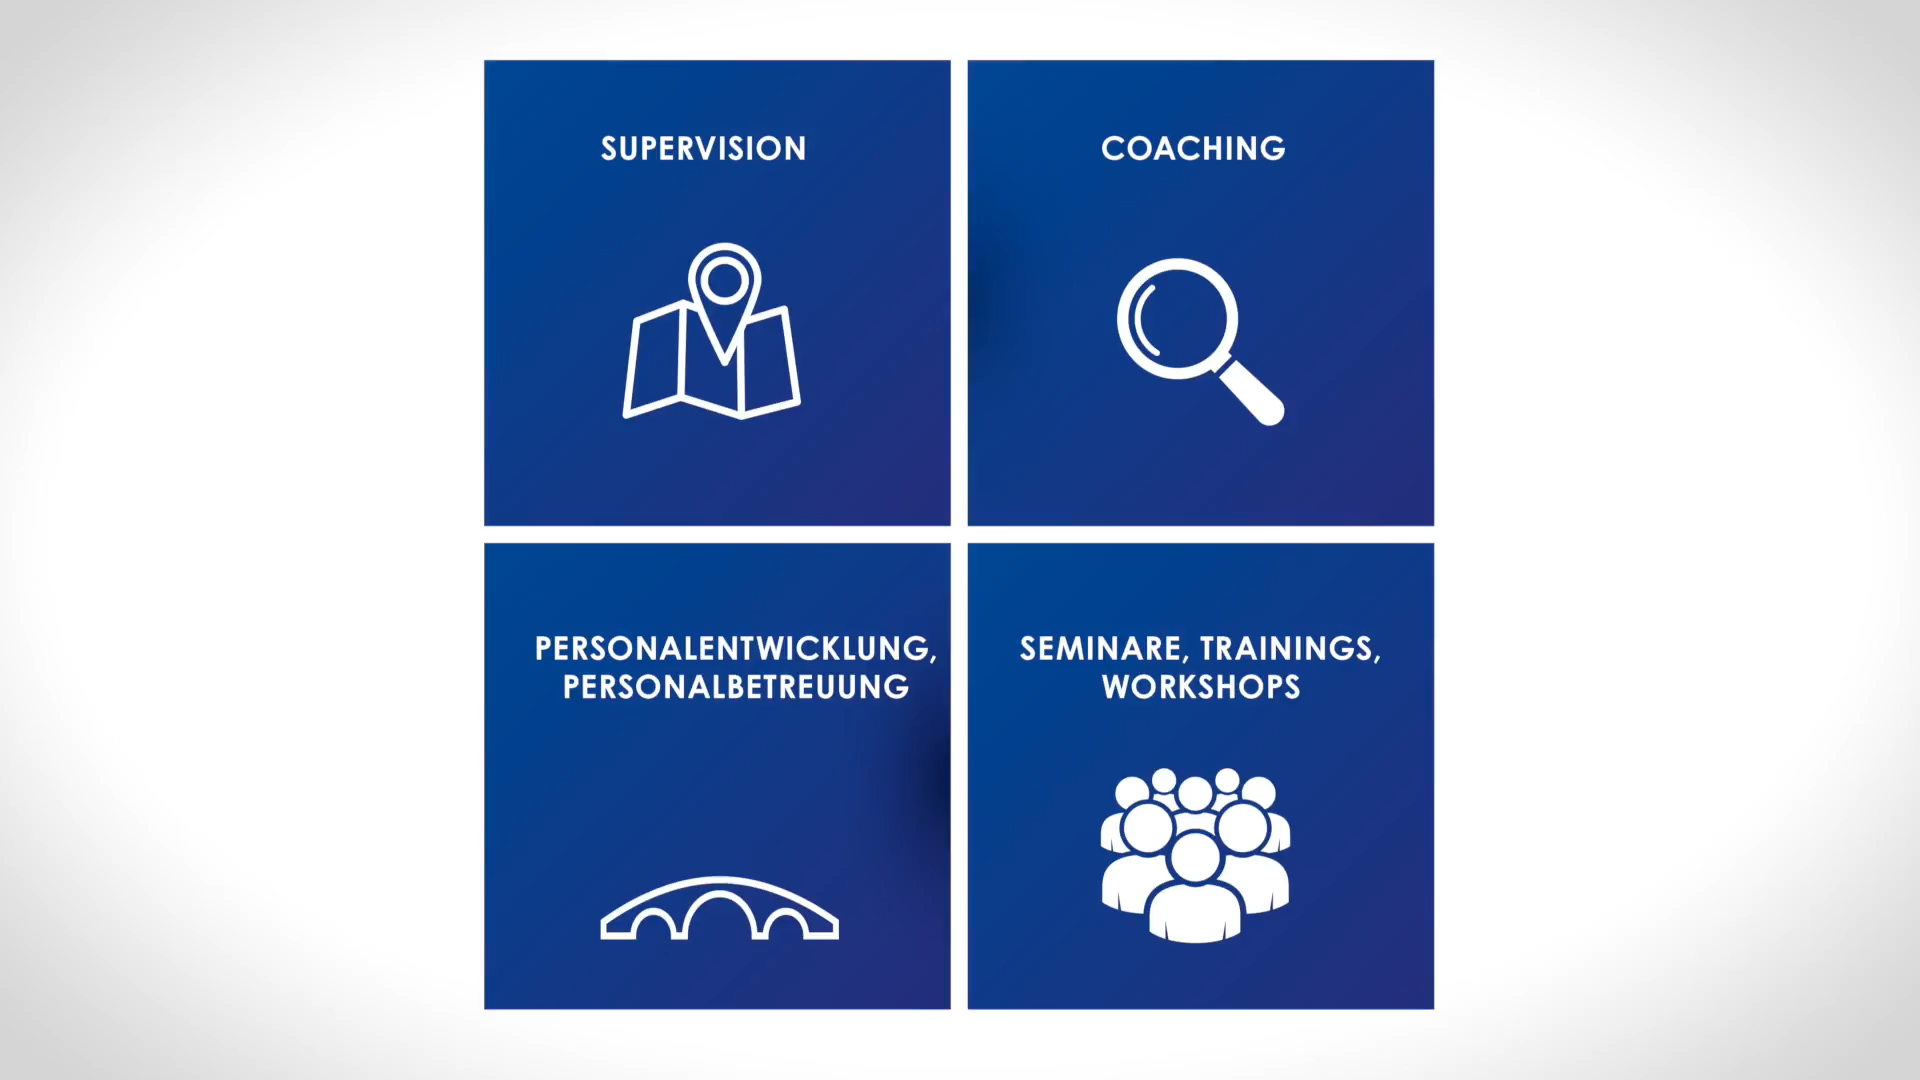 SUPERVISION
COACHING
PERSONALENTWICKLUNG,
PERSONALBETREUUNG
SEMINARE, TRAININGS,
WORKSHOPS